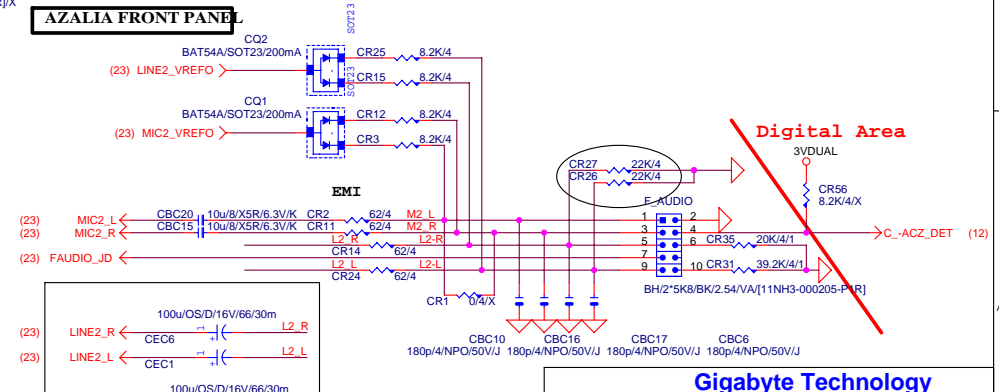 AZALIA FRONT PANEL
SOT23
CQ2
BAT54A/SOT23/200mA
(23) LINE2_VREFO
CR25 8.2K/4
CR15 8.2K/4
SOT23
CQ1
BAT54A/SOT23/200mA
(23) MIC2_VREFO
CR12 8.2K/4
CR3 8.2K/4
Digital Area
3VDUAL
CR56
8.2K/4/X
CR27 22K/4
CR26 22K/4
EMI
F_AUDIO
(23) MIC2_L CBC20 10u/8/X5R/6.3V/K CR2 62/4 M2_L 1 2
(23) MIC2_R CBC15 10u/8/X5R/6.3V/K CR11 62/4 M2_R 3 4
C_-ACZ_DET (12)
L2_R CR14 62/4 L2-R 5 6 CR35 20K/4/1
(23) FAUDIO_JD 7 8
L2_L CR24 62/4 L2-L 9 10 CR31 39.2K/4/1
BH/2*5K8/BK/2.54/VA/[11NH3-000205-P1R]
CR1 0/4/X
CBC10 CBC16 CBC17 CBC6
180p/4/NPO/50V/J 180p/4/NPO/50V/J 180p/4/NPO/50V/J 180p/4/NPO/50V/J
100u/OS/D/16V/66/30m
(23) LINE2_R 1 + L2_R
CEC6
(23) LINE2_L 1 + L2_L
CEC1
100u/OS/D/16V/66/30m
Gigabyte Technology